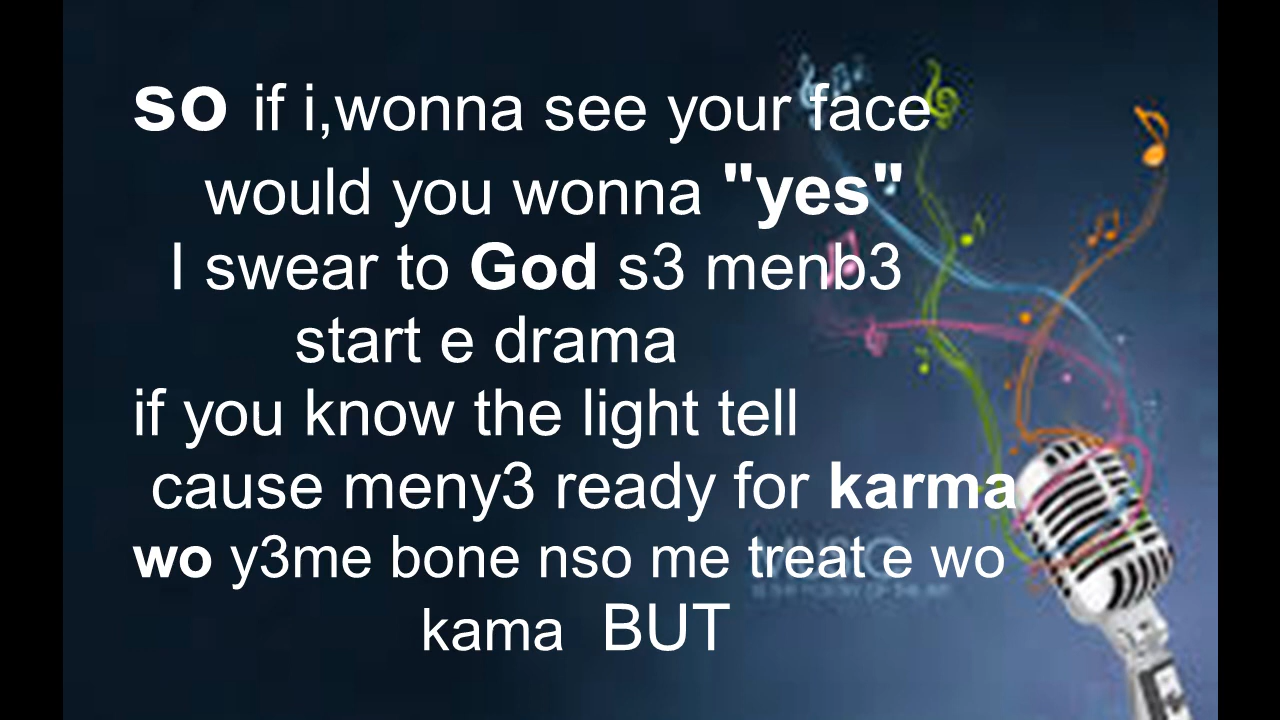 so if i,wonna see your face
would you wonna "yes"
I swear to God s3 menb3
start e drama
if you know the light tell
cause meny3 ready for karma
wo y3me bone nso me treat e wo
kama BUT
MUSIC